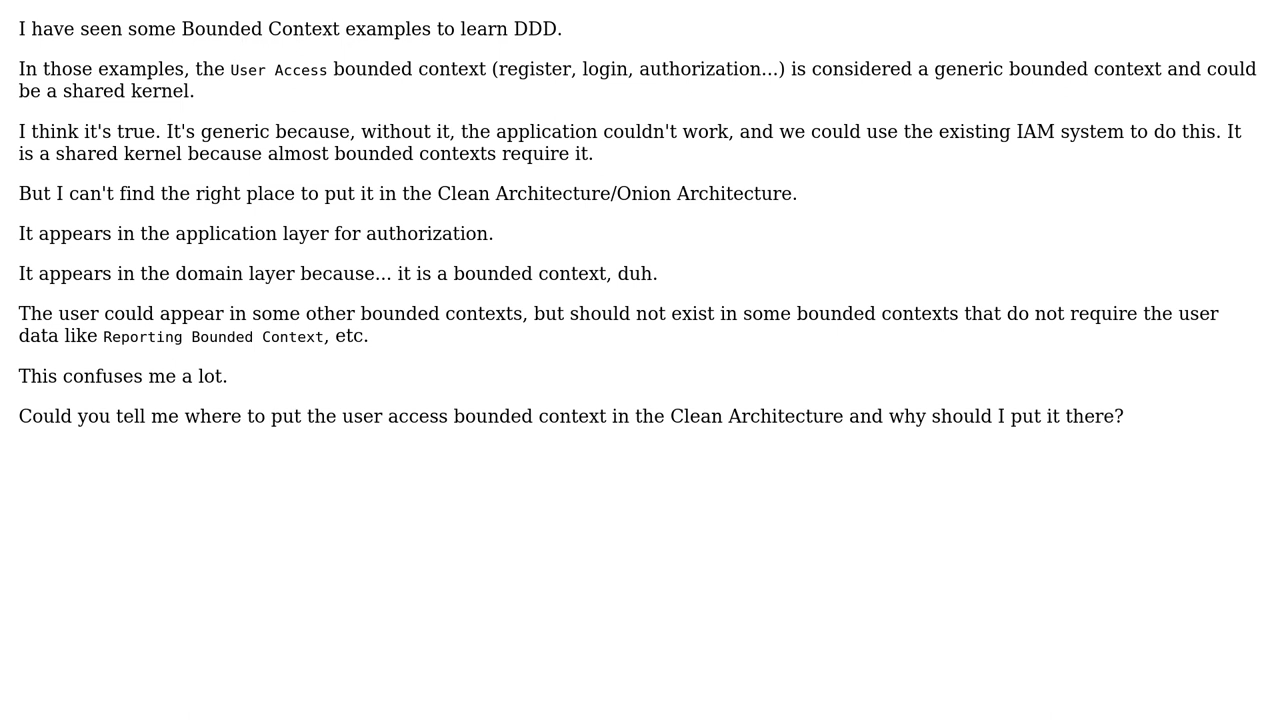 I have seen some Bounded Context examples to learn DDD.
In those examples, the User Access bounded context (register, login, authorization...) is considered a generic bounded context and could
be a shared kernel.
I think it's true. It's generic because, without it, the application couldn't work, and we could use the existing IAM system to do this. It
is a shared kernel because almost bounded contexts require it.
But I can't find the right place to put it in the Clean Architecture/Onion Architecture.
It appears in the application layer for authorization.
It appears in the domain layer because... it is a bounded context, duh.
The user could appear in some other bounded contexts, but should not exist in some bounded contexts that do not require the user
data like Reporting Bounded Context, etc.
This confuses me a lot.
Could you tell me where to put the user access bounded context in the Clean Architecture and why should I put it there?